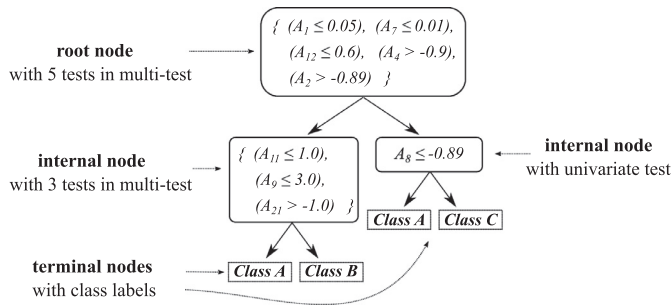 { (A1 ≤ 0.05), (A7 ≤ 0.01),
(A12 ≤ 0.6), (A4 > -0.9),
(A2 > -0.89) }
root node
with 5 tests in multi-test
{ (A11 ≤ 1.0),
(A9 ≤ 3.0),
(A21 > -1.0) }
A8 ≤ -0.89
internal node
with 3 tests in multi-test
internal node
with univariate test
Class A
Class C
terminal nodes
with class labels
Class A
Class B